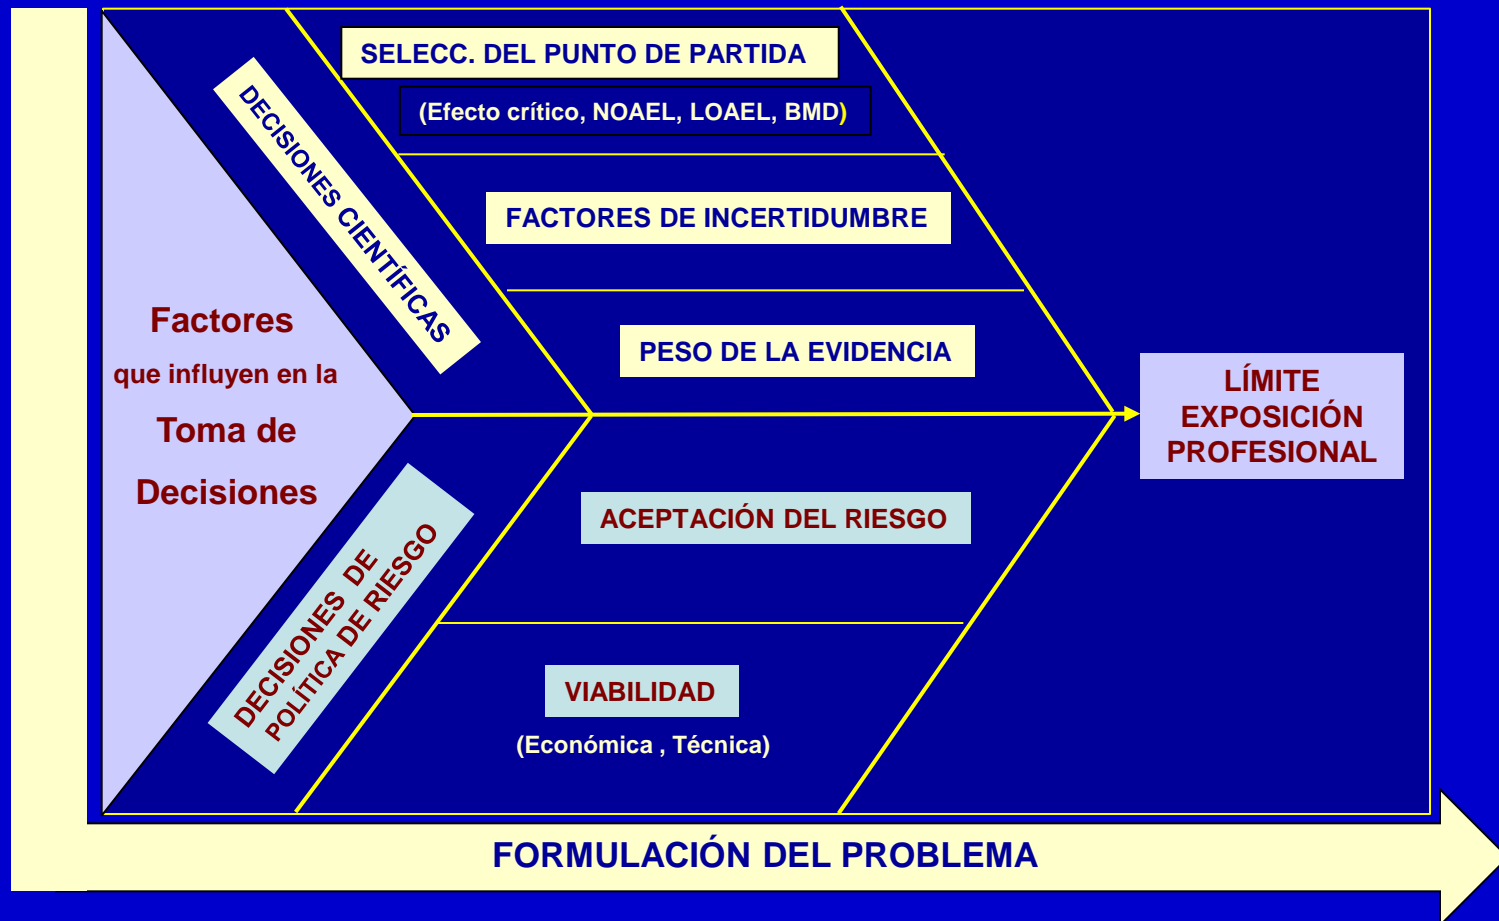 SELECC. DEL PUNTO DE PARTIDA
(Efecto crítico, NOAEL, LOAEL, BMD)
DECISIONES CIENTÍFICAS
FACTORES DE INCERTIDUMBRE
PESO DE LA EVIDENCIA
Factores
que influyen en la
Toma de
Decisiones
LÍMITE
EXPOSICIÓN
PROFESIONAL
DECISIONES DE
POLÍTICA DE RIESGO
ACEPTACIÓN DEL RIESGO
VIABILIDAD
(Económica , Técnica)
FORMULACIÓN DEL PROBLEMA